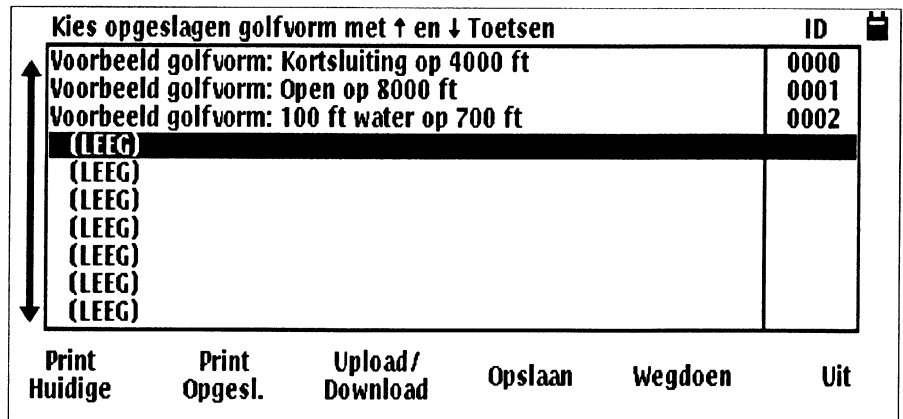 Kies opgeslagen golfvorm met ↑ en ↓ Toetsen ID
Voorbeeld golfvorm: Kortsluiting op 4000 ft 0000
Voorbeeld golfvorm: Open op 8000 ft 0001
Voorbeeld golfvorm: 100 ft water op 700 ft 0002
(LEEG)
(LEEG)
(LEEG)
(LEEG)
(LEEG)
(LEEG)
(LEEG)
Print Huidige
Print Opgesl.
Upload/ Download
Opslaan
Wegdoen
Uit